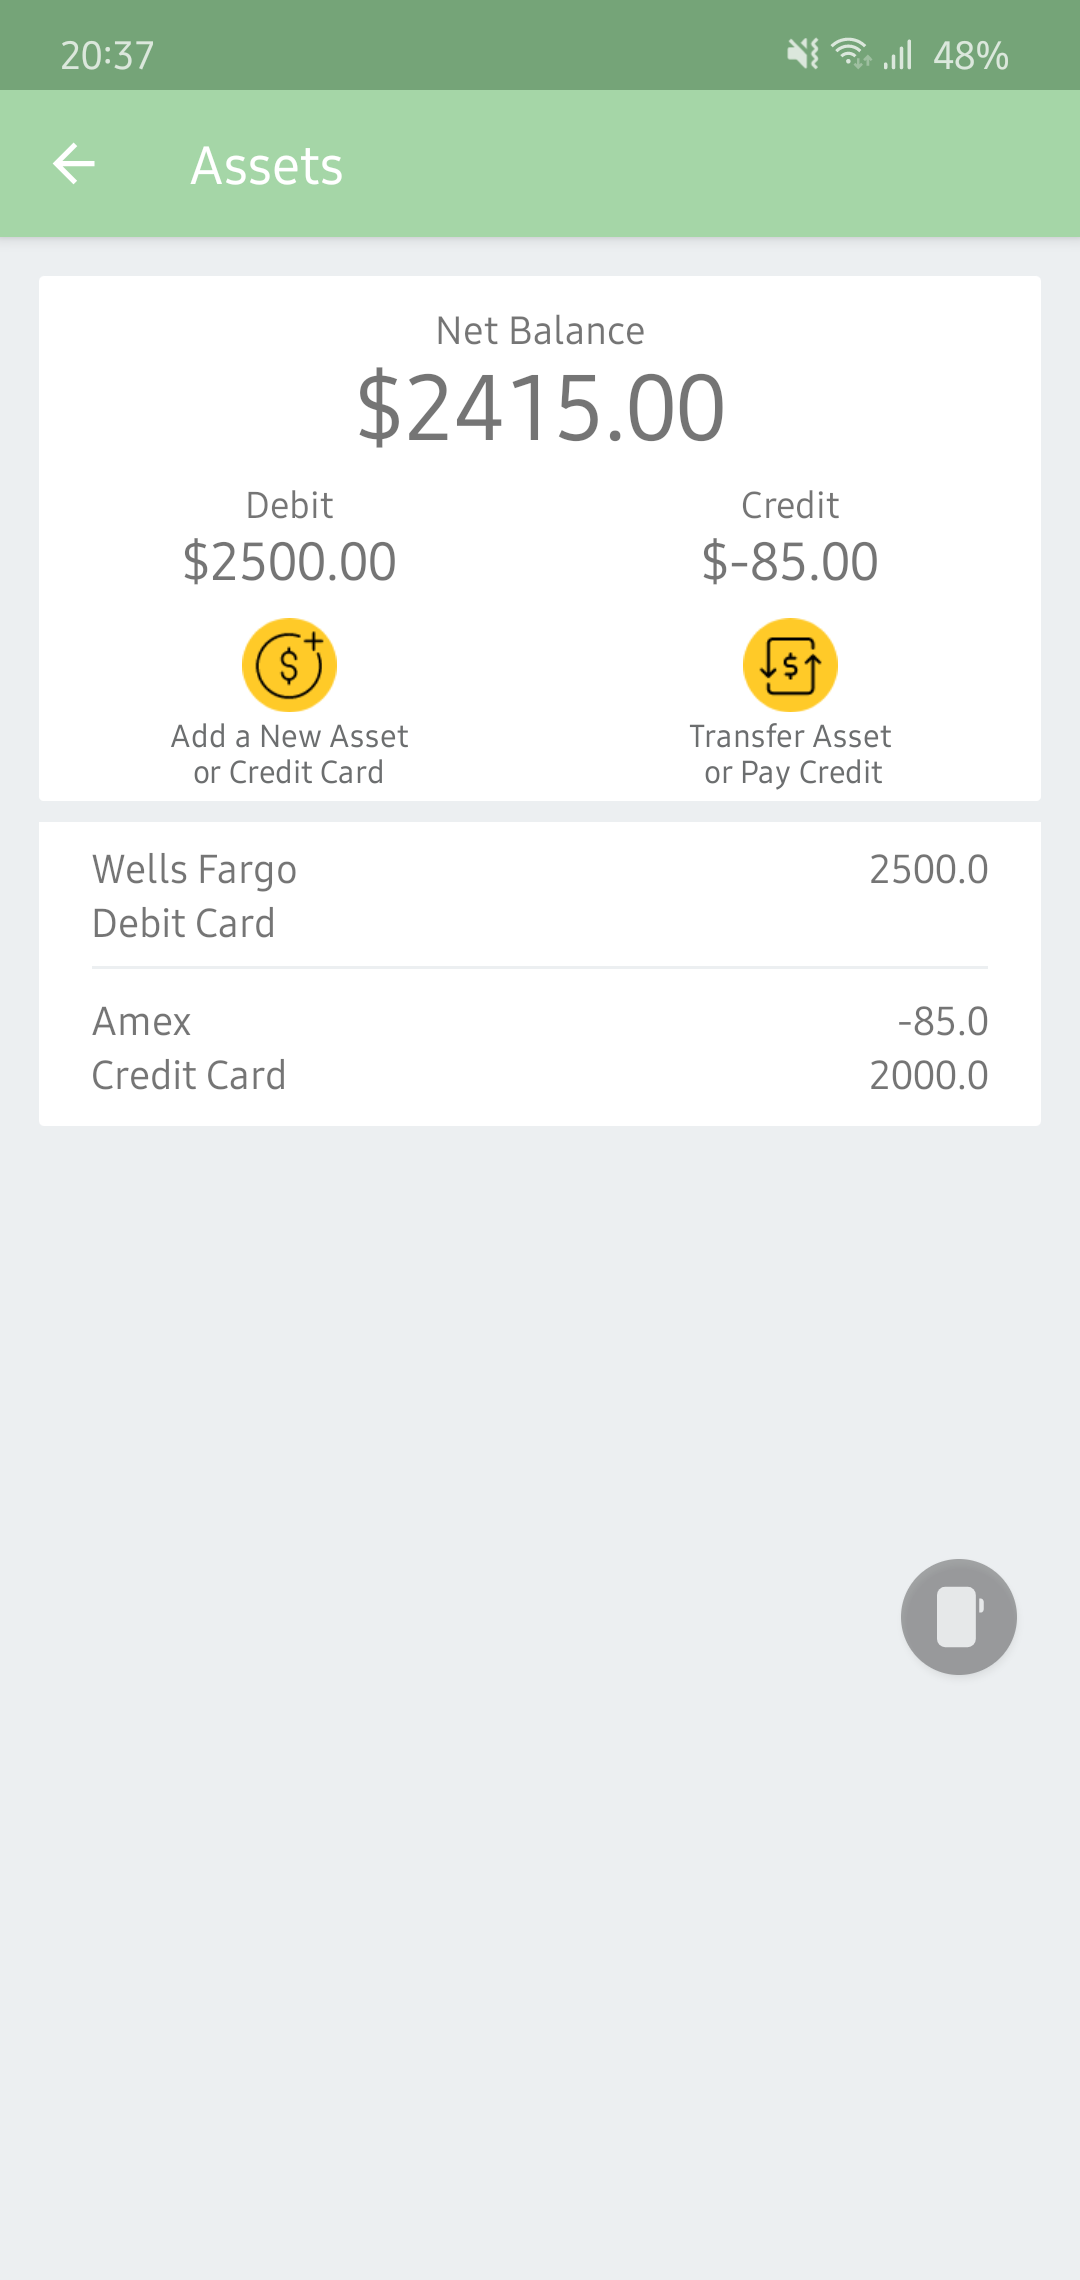 20:37
48%
Assets
Net Balance
$2415.00
Debit
Credit
$2500.00
$-85.00
Add a New Asset
or Credit Card
Transfer Asset
or Pay Credit
Wells Fargo
2500.0
Debit Card
Amex
-85.0
Credit Card
2000.0